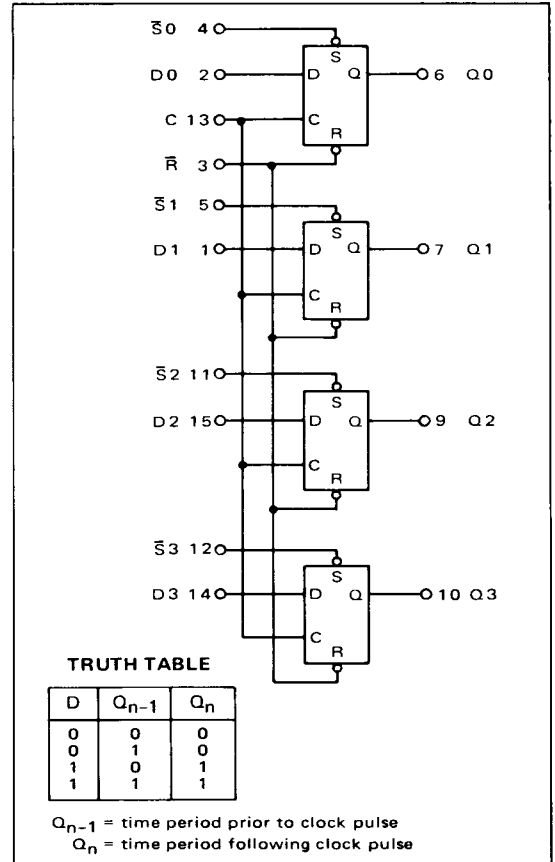 S̄0 4
D0 2
S D Q C R
6 Q0
C 13
R̄ 3
S̄1 5
D1 1
S D Q C R
7 Q1
S̄2 11
D2 15
S D Q C R
9 Q2
S̄3 12
D3 14
S D Q C R
10 Q3
TRUTH TABLE
D Qn-1 Qn
0 0 0
0 1 0
1 0 1
1 1 1
Qn-1 = time period prior to clock pulse
Qn = time period following clock pulse